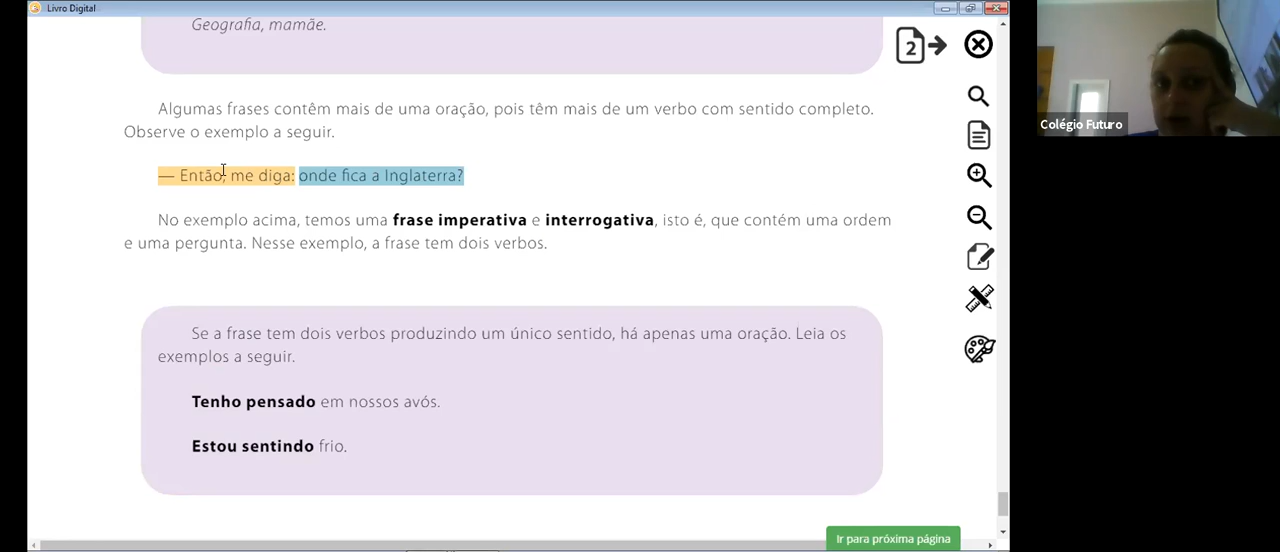 Livro Digital
Geografia, mamãe.
2
Algumas frases contêm mais de uma oração, pois têm mais de um verbo com sentido completo.
Observe o exemplo a seguir.
— Então, me diga: onde fica a Inglaterra?
No exemplo acima, temos uma frase imperativa e interrogativa, isto é, que contém uma ordem
e uma pergunta. Nesse exemplo, a frase tem dois verbos.
Se a frase tem dois verbos produzindo um único sentido, há apenas uma oração. Leia os
exemplos a seguir.
Tenho pensado em nossos avós.
Estou sentindo frio.
Ir para próxima página
Colégio Futuro